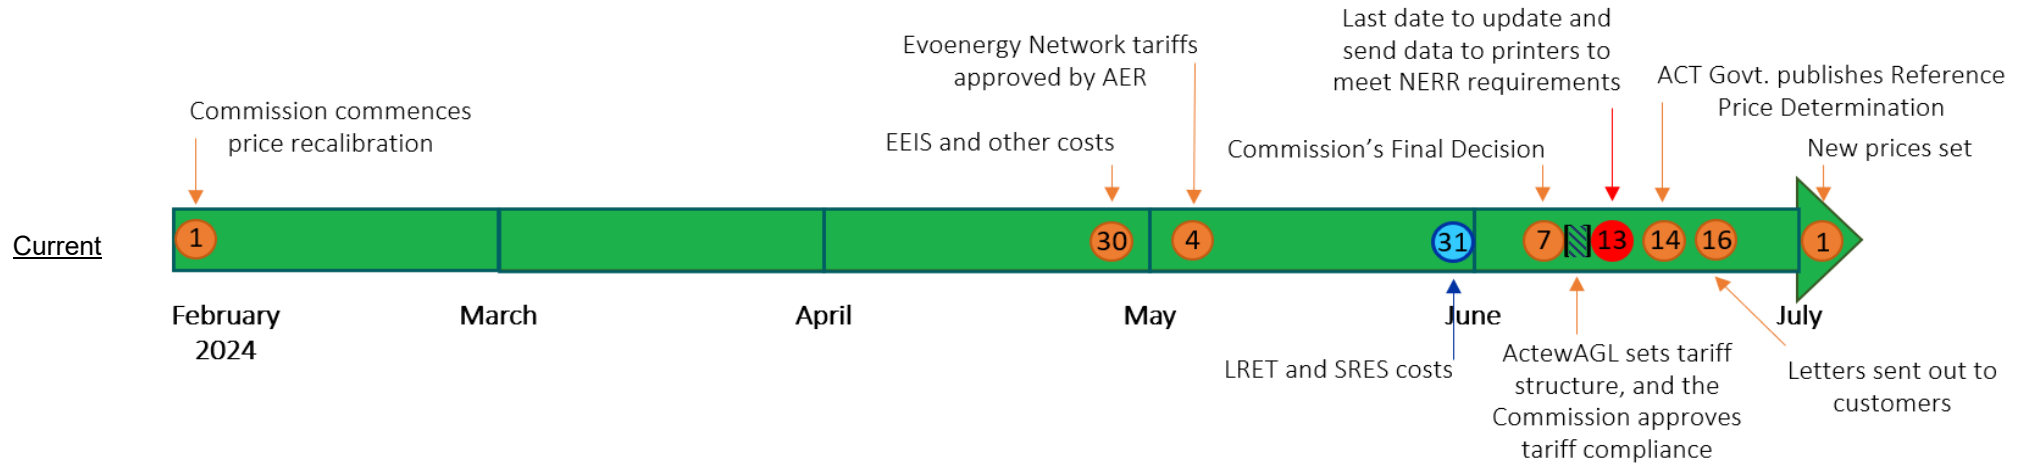 Last date to update and
send data to printers to
meet NERR requirements
Evoenergy Network tariffs
approved by AER
ACT Govt. publishes Reference
Price Determination
Commission commences
price recalibration
EEIS and other costs
Commission’s Final Decision
New prices set
Current
1
30
4
31
7
[ ]
13
14
16
1
February
2024
March
April
May
June
July
LRET and SRES costs
ActewAGL sets tariff
structure, and the
Commission approves
tariff compliance
Letters sent out to
customers